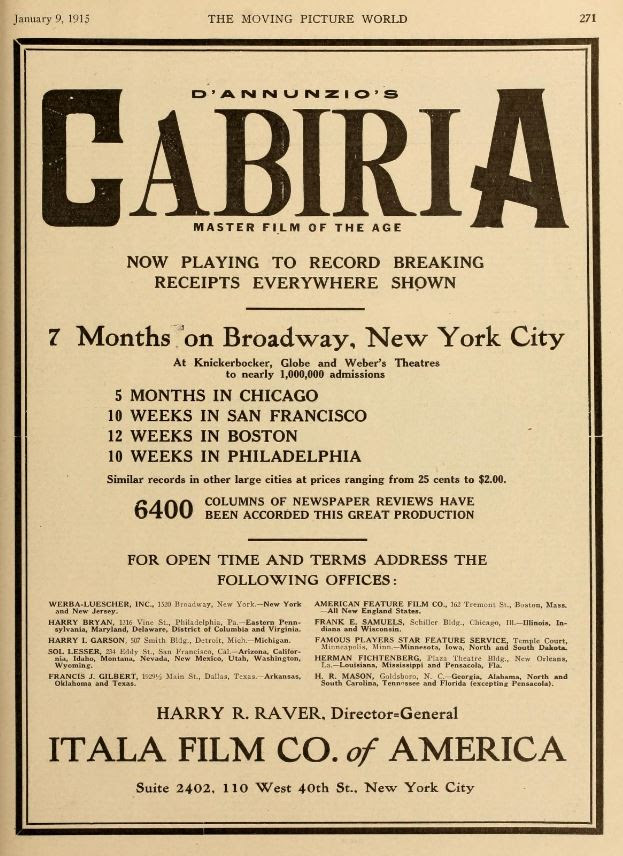 January 9, 1915
THE MOVING PICTURE WORLD
271
D'ANNUNZIO'S
CABIRIA
MASTER FILM OF THE AGE
NOW PLAYING TO RECORD BREAKING
RECEIPTS EVERYWHERE SHOWN
7 Months on Broadway, New York City
At Knickerbocker, Globe and Weber's Theatres
to nearly 1,000,000 admissions
5 MONTHS IN CHICAGO
10 WEEKS IN SAN FRANCISCO
12 WEEKS IN BOSTON
10 WEEKS IN PHILADELPHIA
Similar records in other large cities at prices ranging from 25 cents to $2.00.
6400 COLUMNS OF NEWSPAPER REVIEWS HAVE
BEEN ACCORDED THIS GREAT PRODUCTION
FOR OPEN TIME AND TERMS ADDRESS THE
FOLLOWING OFFICES:
WERBA-LUESCHER, INC., 1520 Broadway, New York.—New York
and New Jersey.
HARRY BRYAN, 1316 Vine St., Philadelphia, Pa.—Eastern Penn-
sylvania, Maryland, Delaware, District of Columbia and Virginia.
HARRY I. GARSON, 507 Smith Bldg., Detroit, Mich.—Michigan.
SOL LESSER, 234 Eddy St., San Francisco, Cal.—Arizona, Califor-
nia, Idaho, Montana, Nevada, New Mexico, Utah, Washington,
Wyoming.
FRANCIS J. GILBERT, 1929½ Main St., Dallas, Texas.—Arkansas,
Oklahoma and Texas.
AMERICAN FEATURE FILM CO., 162 Tremont St., Boston, Mass.
—All New England States.
FRANK E. SAMUELS, Schiller Bldg., Chicago, Ill.—Illinois, In-
diana and Wisconsin.
FAMOUS PLAYERS STAR FEATURE SERVICE, Temple Court,
Minneapolis, Minn.—Minnesota, Iowa, North and South Dakota.
HERMAN FICHTENBERG, Plaza Theatre Bldg., New Orleans,
La.—Louisiana, Mississippi and Pensacola, Fla.
H. R. MASON, Goldsboro, N. C.—Georgia, Alabama, North and
South Carolina, Tennessee and Florida (excepting Pensacola).
HARRY R. RAVER, Director=General
ITALA FILM CO. of AMERICA
Suite 2402, 110 West 40th St., New York City